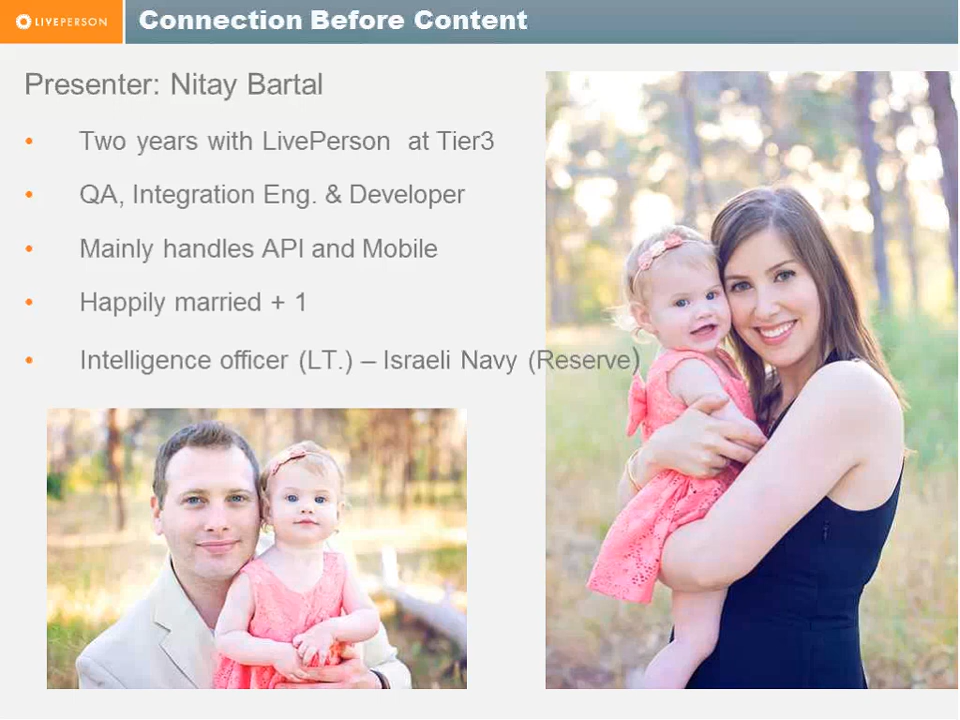 LIVEPERSON
Connection Before Content
Presenter: Nitay Bartal
• Two years with LivePerson at Tier3
• QA, Integration Eng. & Developer
• Mainly handles API and Mobile
• Happily married + 1
• Intelligence officer (LT.) – Israeli Navy (Reserve)